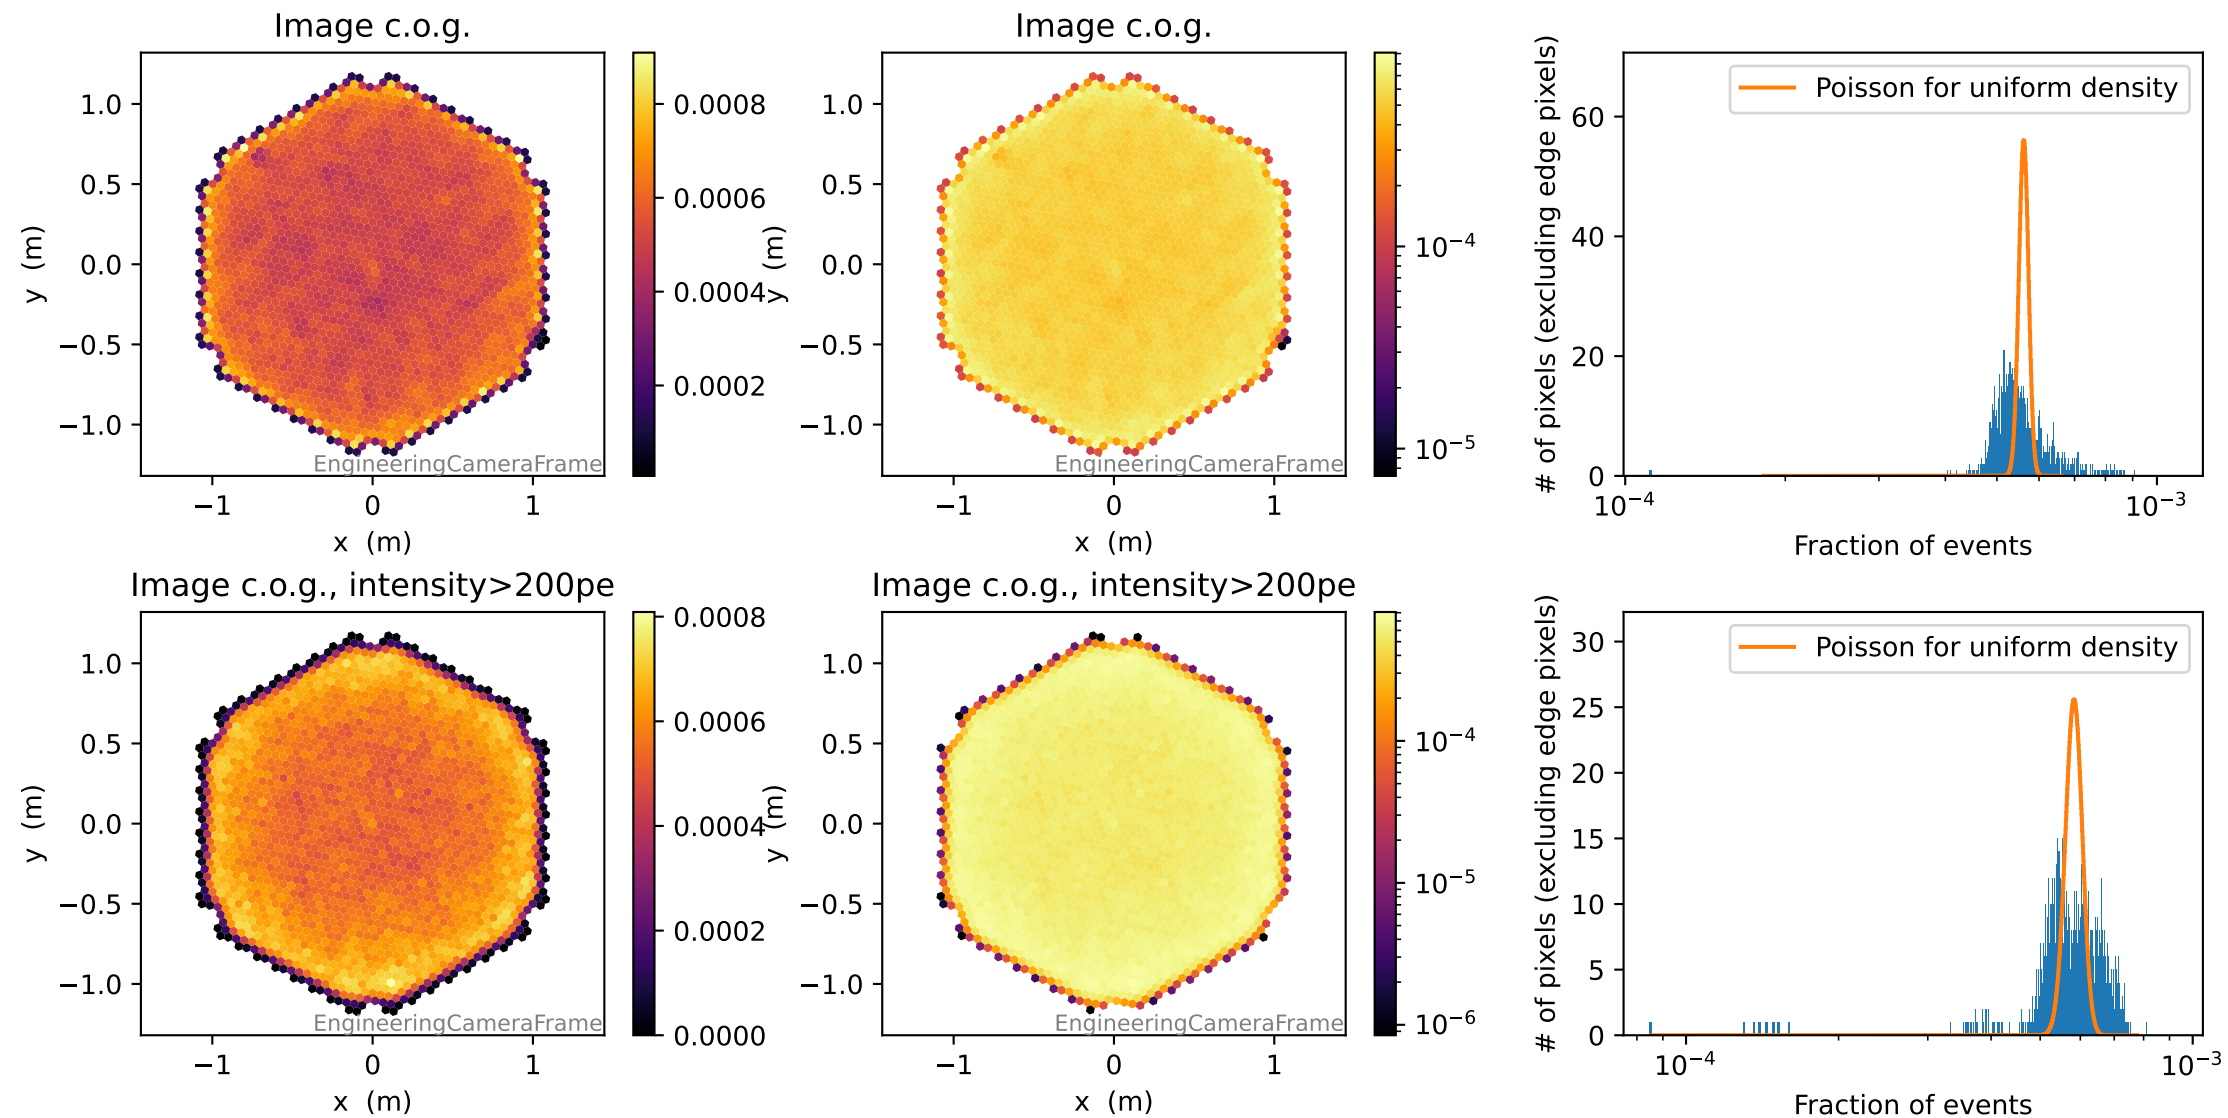 Image c.o.g.
y (m)
1.0
0.5
0.0
−0.5
−1.0
EngineeringCameraFrame
−1 0 1
x (m)
0.0008
0.0006
0.0004
0.0002
Image c.o.g.
y (m)
1.0
0.5
0.0
−0.5
−1.0
EngineeringCameraFrame
−1 0 1
x (m)
10⁻⁴
10⁻⁵
# of pixels (excluding edge pixels)
60
40
20
0
Poisson for uniform density
10⁻⁴ 10⁻³
Fraction of events
Image c.o.g., intensity>200pe
y (m)
1.0
0.5
0.0
−0.5
−1.0
EngineeringCameraFrame
−1 0 1
x (m)
0.0008
0.0006
0.0004
0.0002
0.0000
Image c.o.g., intensity>200pe
y (m)
1.0
0.5
0.0
−0.5
−1.0
EngineeringCameraFrame
−1 0 1
x (m)
10⁻⁴
10⁻⁵
10⁻⁶
# of pixels (excluding edge pixels)
30
25
20
15
10
5
0
Poisson for uniform density
10⁻⁴ 10⁻³
Fraction of events